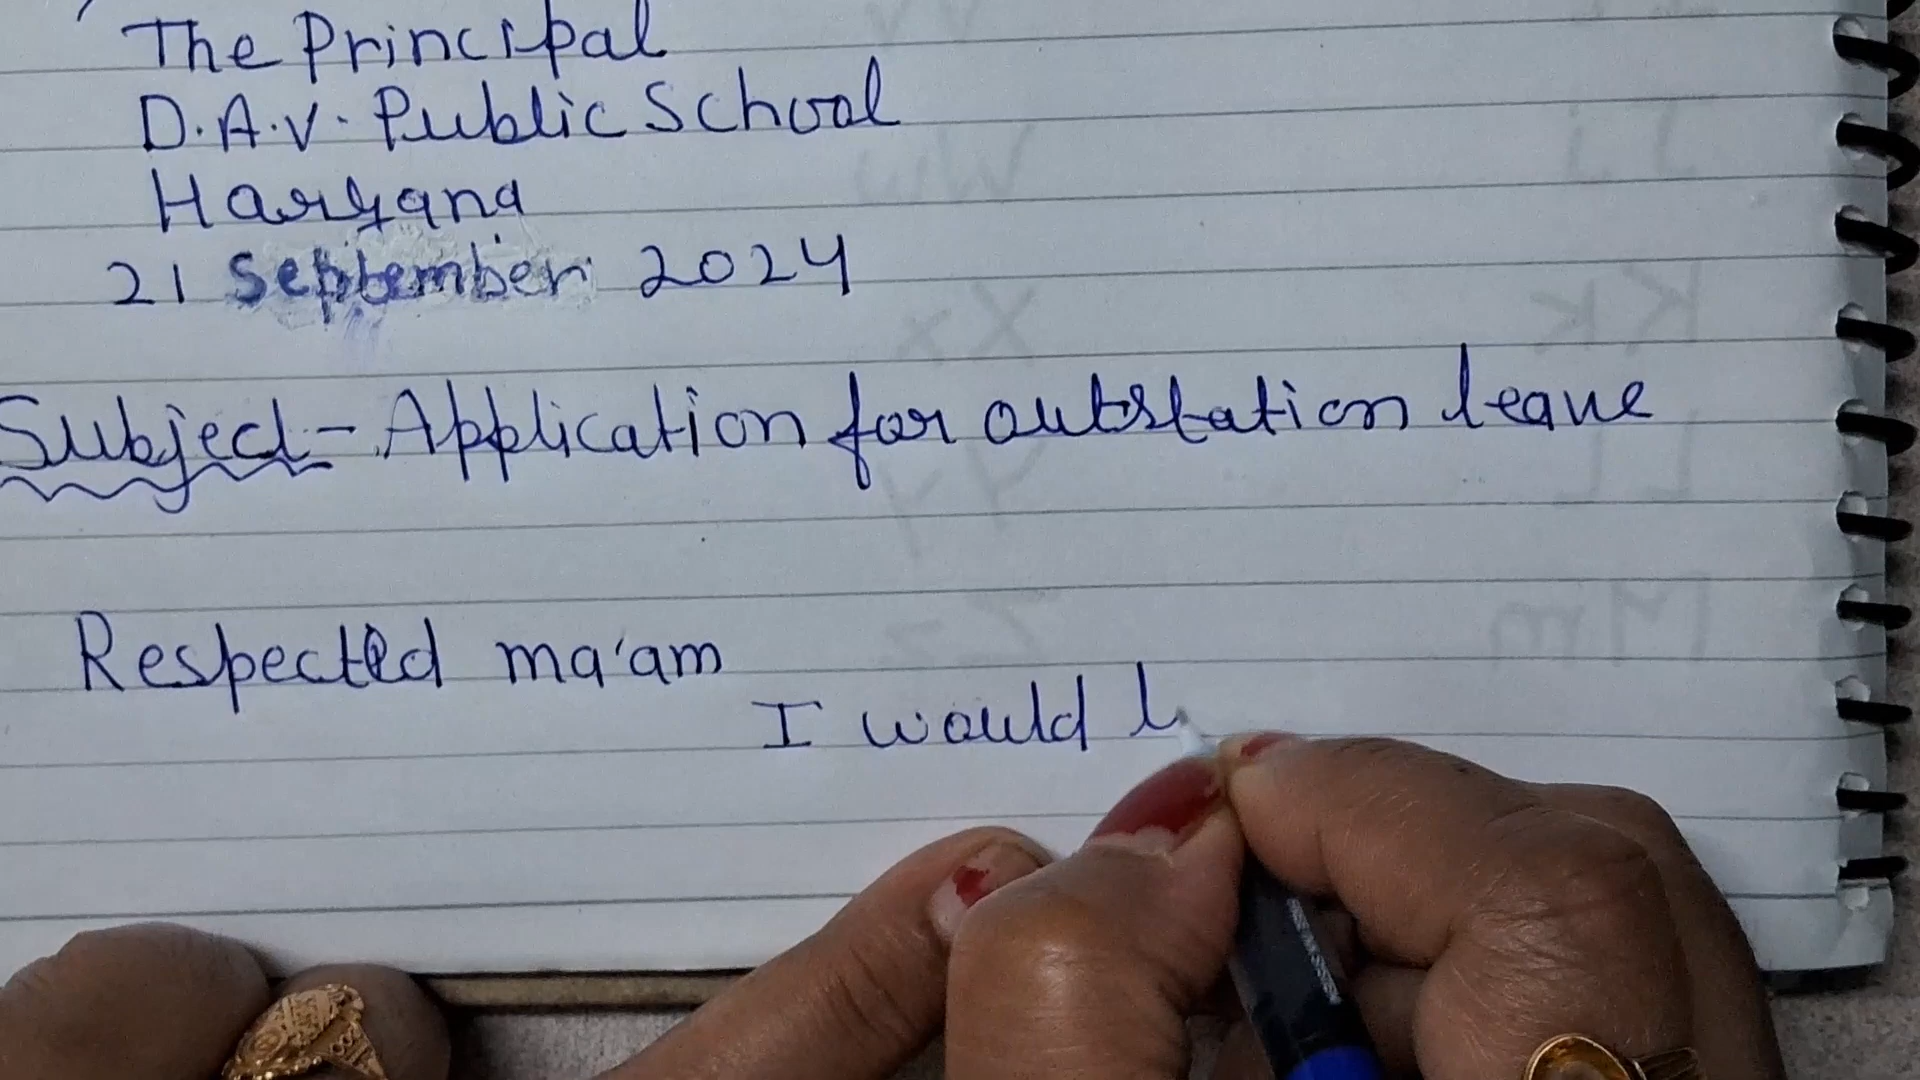 The Principal
D.A.V. Public School
Haryana
21 September 2024
Subject - Application for outstation leave
Respected ma'am
I would